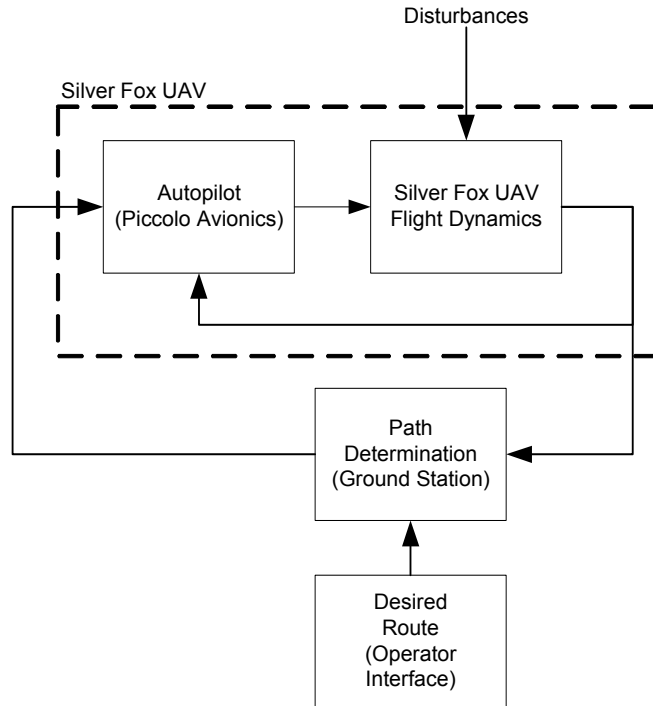 Disturbances
Silver Fox UAV
Autopilot
(Piccolo Avionics)
Silver Fox UAV
Flight Dynamics
Path
Determination
(Ground Station)
Desired
Route
(Operator
Interface)